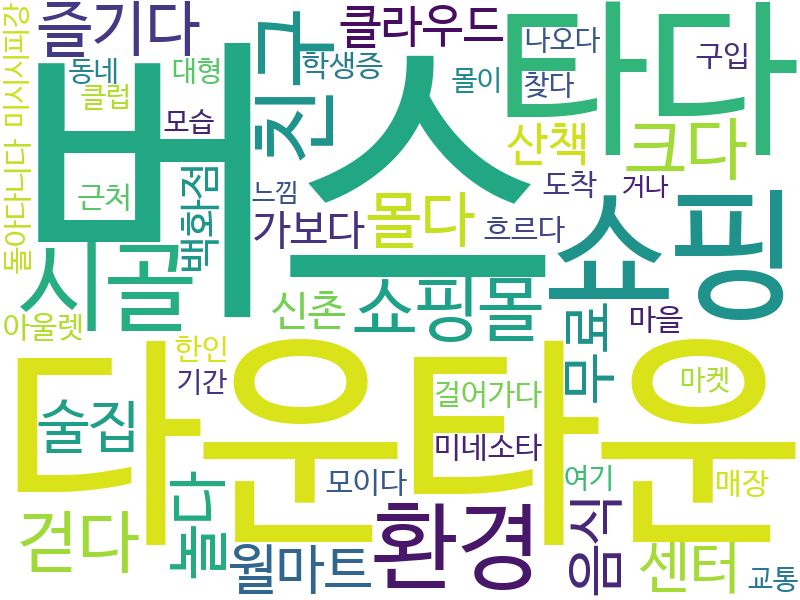 즐기다
친구
클라우드
타다
나오다
구입
미시시피강
동네
대형
학생증
몰이
찾다
클럽
모습
버스
산책
크다
돌아다니다
근처
백화점
느낌
도착
거나
가보다
몰다
흐르다
쇼핑
시골
신촌
쇼핑몰
무료
마을
아울렛
한인
타운타운
기간
걸어가다
마켓
술집
미네소타
모이다
여기
매장
걷다
놀다
월마트
환경
음식
센터
교통